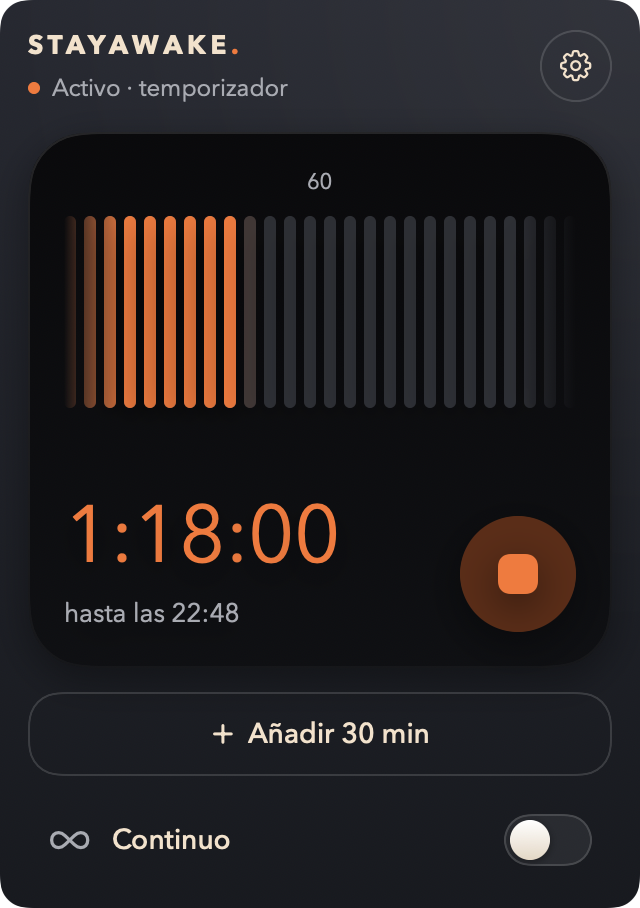 STAYAWAKE.
Activo · temporizador
60
1:18:00
hasta las 22:48
+ Añadir 30 min
Continuo